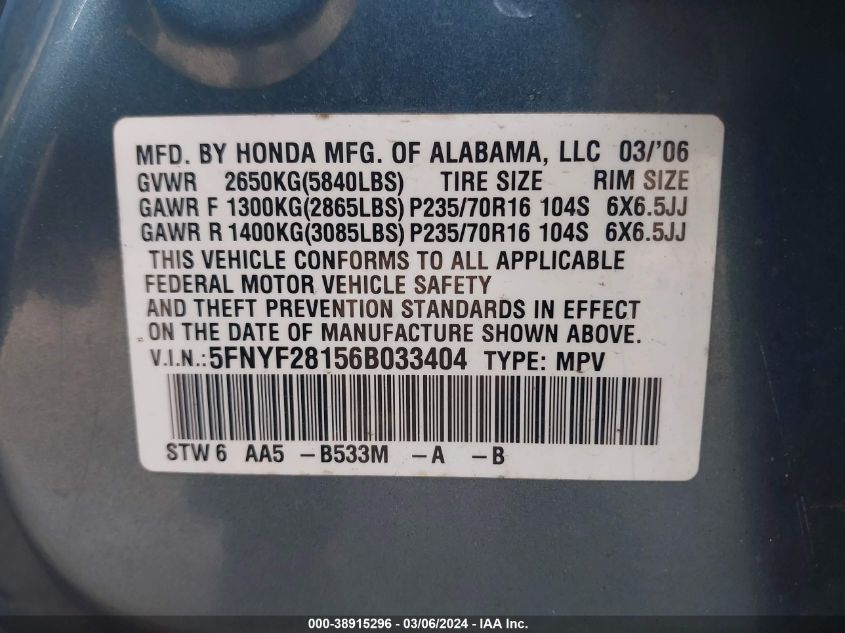 MFD. BY HONDA MFG. OF ALABAMA, LLC 03/'06
GVWR 2650KG(5840LBS) TIRE SIZE RIM SIZE
GAWR F 1300KG(2865LBS) P235/70R16 104S 6X6.5JJ
GAWR R 1400KG(3085LBS) P235/70R16 104S 6X6.5JJ
THIS VEHICLE CONFORMS TO ALL APPLICABLE
FEDERAL MOTOR VEHICLE SAFETY
AND THEFT PREVENTION STANDARDS IN EFFECT
ON THE DATE OF MANUFACTURE SHOWN ABOVE.
V.I.N.:5FNYF28156B033404 TYPE: MPV
STW6 AA5 -B533M -A -B
000-38915296 - 03/06/2024 - IAA Inc.